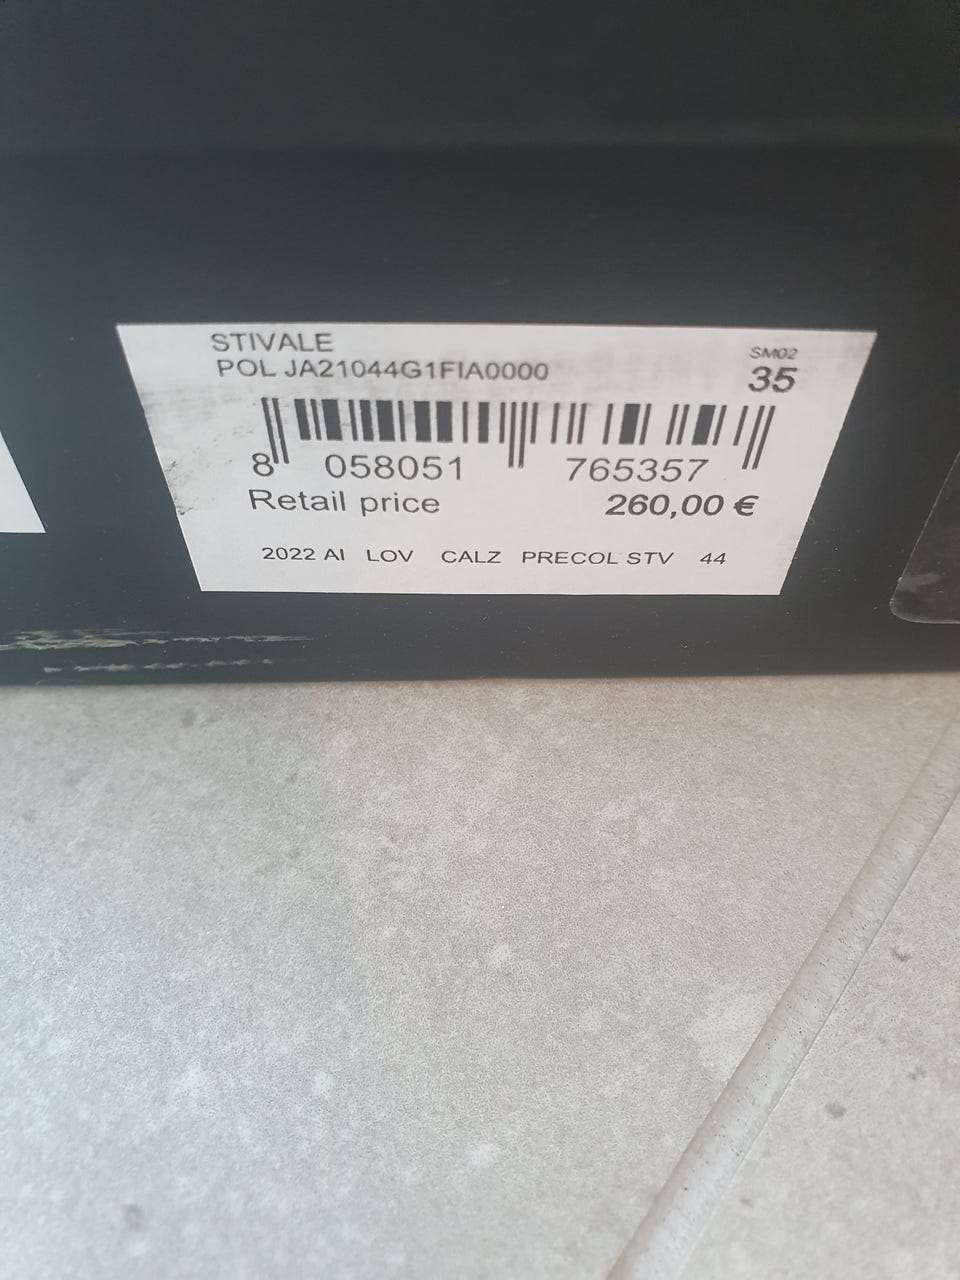 STIVALE
POL JA21044G1FIA0000
SM02
35
8 058051 765357
Retail price 260,00 €
2022 AI LOV CALZ PRECOL STV 44